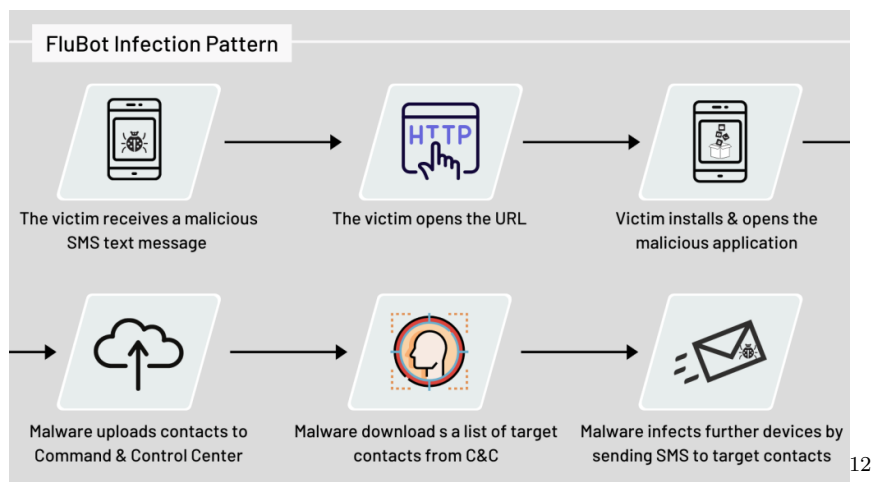 FluBot Infection Pattern
HTTP
The victim receives a malicious
SMS text message
The victim opens the URL
Victim installs & opens the
malicious application
Malware uploads contacts to
Command & Control Center
Malware download s a list of target
contacts from C&C
Malware infects further devices by
sending SMS to target contacts
12